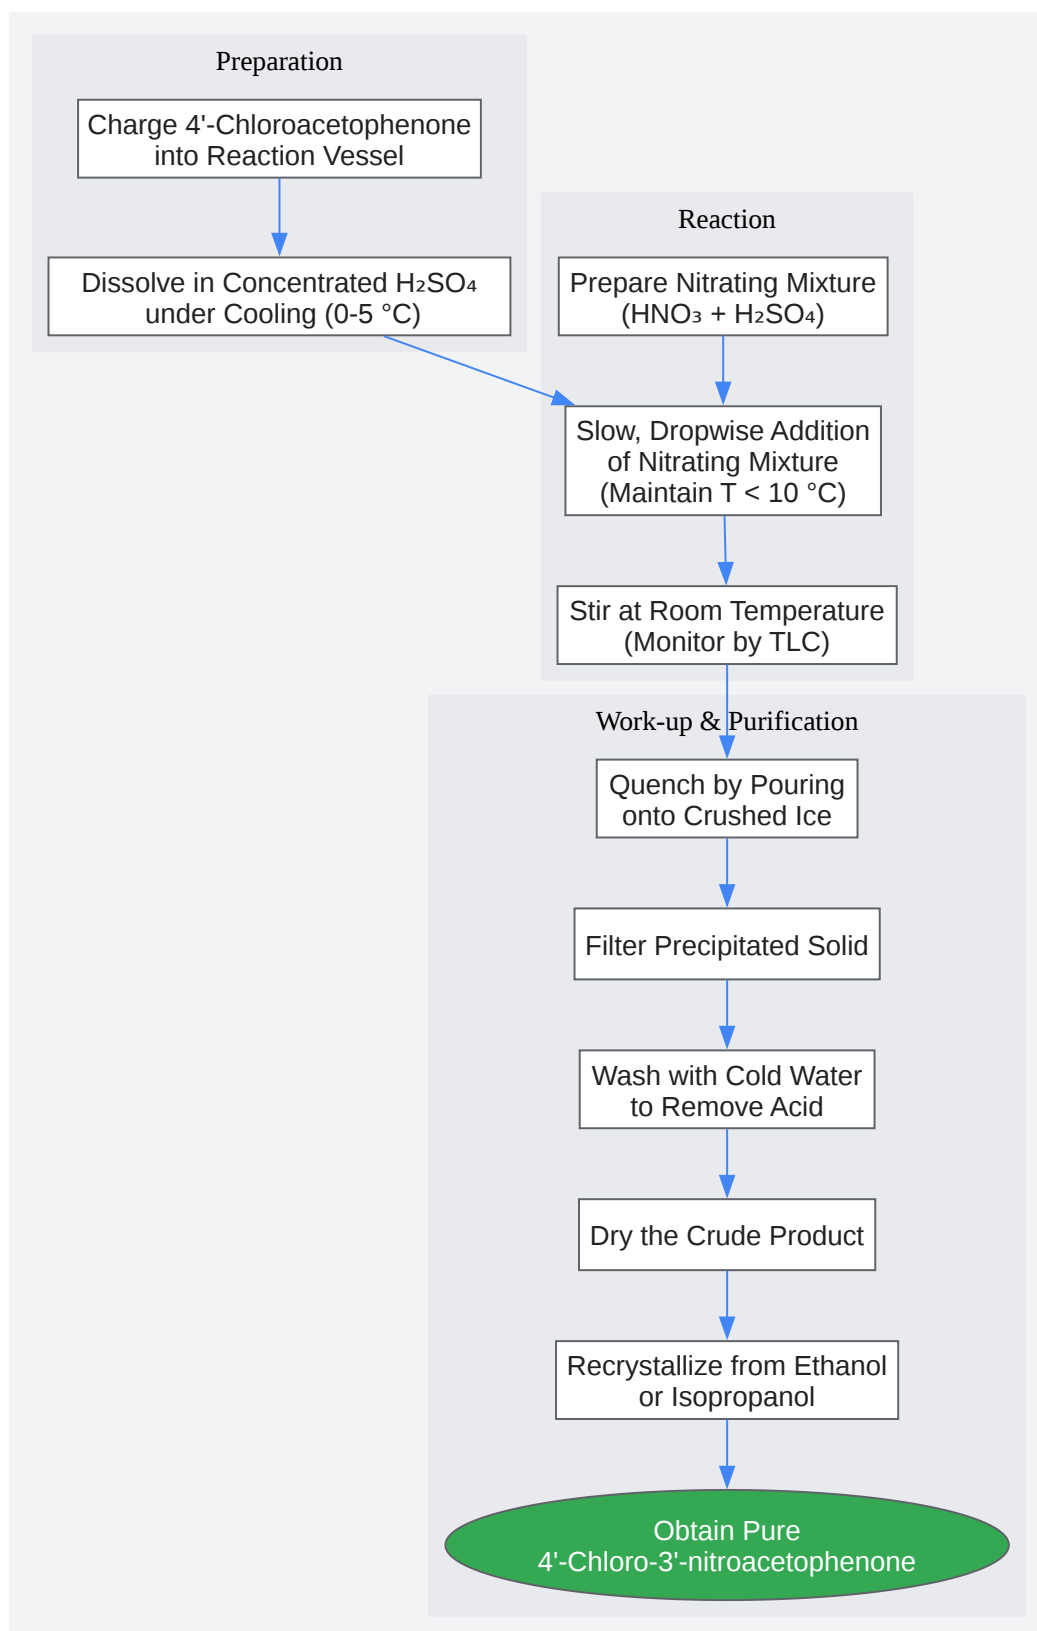 Preparation
Charge 4'-Chloroacetophenone
into Reaction Vessel
Dissolve in Concentrated H₂SO₄
under Cooling (0-5 °C)
Reaction
Prepare Nitrating Mixture
(HNO₃ + H₂SO₄)
Slow, Dropwise Addition
of Nitrating Mixture
(Maintain T < 10 °C)
Stir at Room Temperature
(Monitor by TLC)
Work-up & Purification
Quench by Pouring
onto Crushed Ice
Filter Precipitated Solid
Wash with Cold Water
to Remove Acid
Dry the Crude Product
Recrystallize from Ethanol
or Isopropanol
Obtain Pure
4'-Chloro-3'-nitroacetophenone